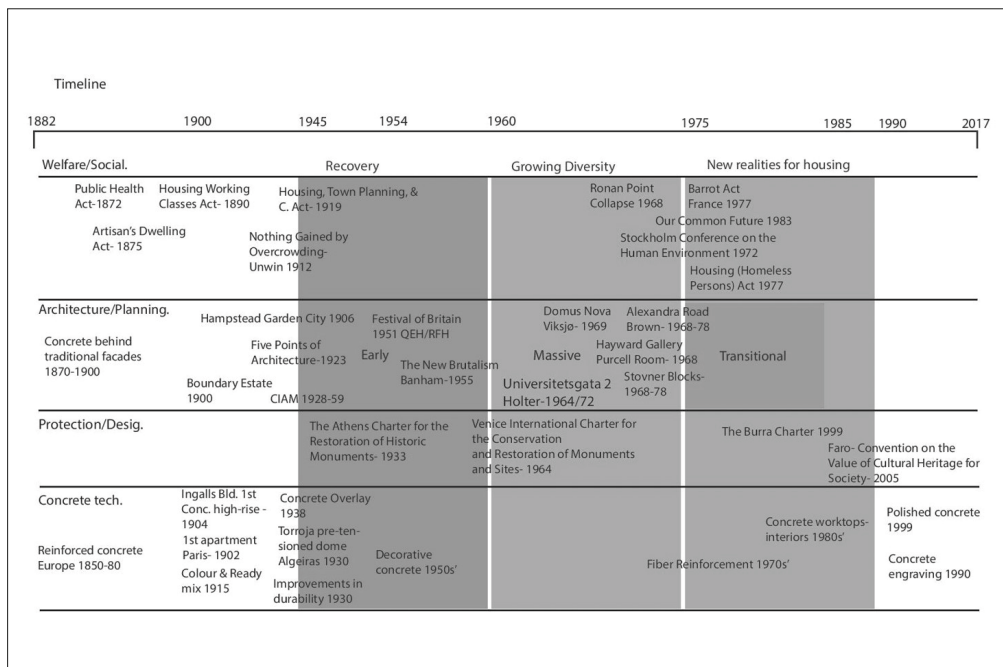 Timeline
1882 1900 1945 1954 1960 1975 1985 1990 2017
Welfare/Social. Recovery Growing Diversity New realities for housing
Public Health
Act-1872
Housing Working
Classes Act- 1890
Housing, Town Planning, &
C. Act- 1919
Ronan Point
Collapse 1968
Barrot Act
France 1977
Our Common Future 1983
Artisan's Dwelling
Act- 1875
Nothing Gained by
Overcrowding-
Unwin 1912
Stockholm Conference on the
Human Environment 1972
Housing (Homeless
Persons) Act 1977
Architecture/Planning.
Hampstead Garden City 1906
Festival of Britain
1951 QEH/RFH
Domus Nova
Viksjø- 1969
Alexandra Road
Brown- 1968-78
Concrete behind
traditional facades
1870-1900
Five Points of
Architecture-1923
Early
The New Brutalism
Banham-1955
Massive
Hayward Gallery
Purcell Room- 1968
Transitional
Boundary Estate
1900
CIAM 1928-59
Universitetsgata 2
Holter-1964/72
Stovner Blocks-
1968-78
Protection/Desig.
The Athens Charter for the
Restoration of Historic
Monuments- 1933
Venice International Charter for
the Conservation
and Restoration of Monuments
and Sites- 1964
The Burra Charter 1999
Faro- Convention on the
Value of Cultural Heritage for
Society- 2005
Concrete tech.
Ingalls Bld. 1st
Conc. high-rise -
1904
Concrete Overlay
1938
Concrete worktops-
interiors 1980s'
Polished concrete
1999
Reinforced concrete
Europe 1850-80
1st apartment
Paris- 1902
Torroja pre-ten-
sioned dome
Algeiras 1930
Decorative
concrete 1950s'
Fiber Reinforcement 1970s'
Concrete
engraving 1990
Colour & Ready
mix 1915
Improvements in
durability 1930